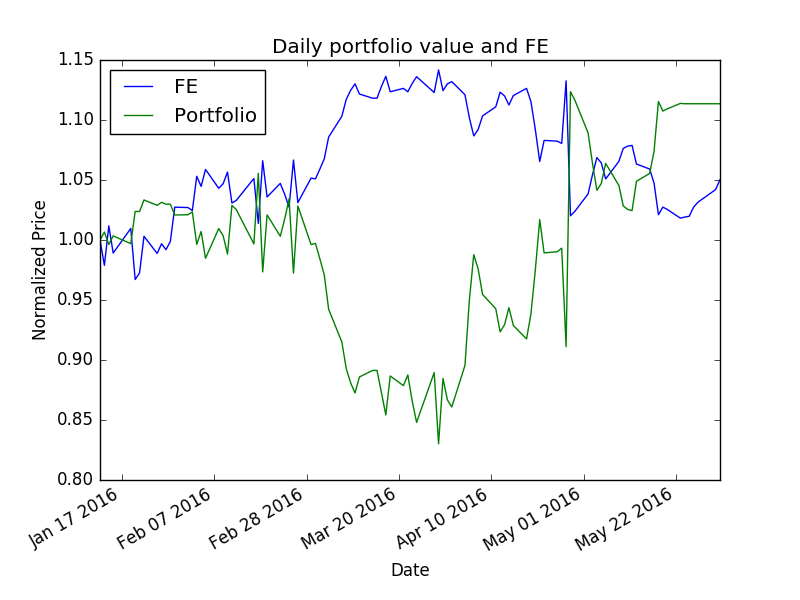 Daily portfolio value and FE
1.15
1.10
1.05
1.00
0.95
0.90
0.85
0.80
Normalized Price
FE
Portfolio
Jan 17 2016
Feb 07 2016
Feb 28 2016
Mar 20 2016
Apr 10 2016
May 01 2016
May 22 2016
Date